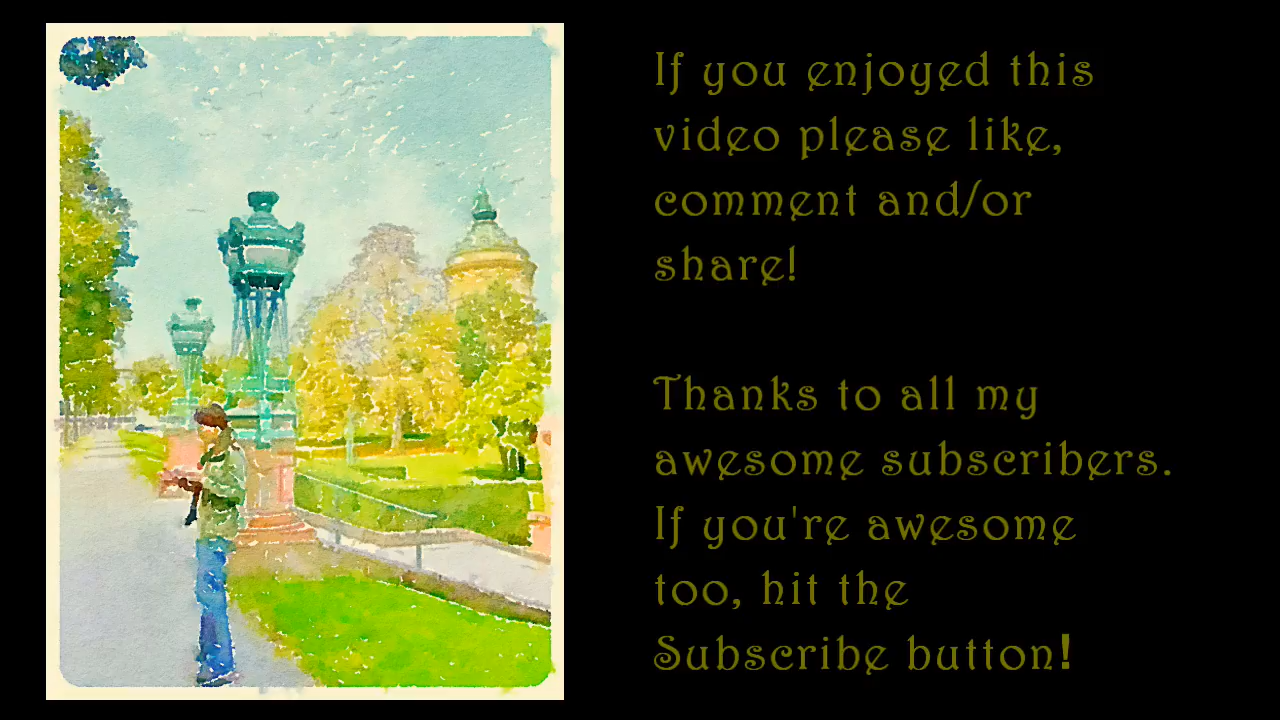 If you enjoyed this
video please like,
comment and/or
share!
Thanks to all my
awesome subscribers.
If you're awesome
too, hit the
Subscribe button!